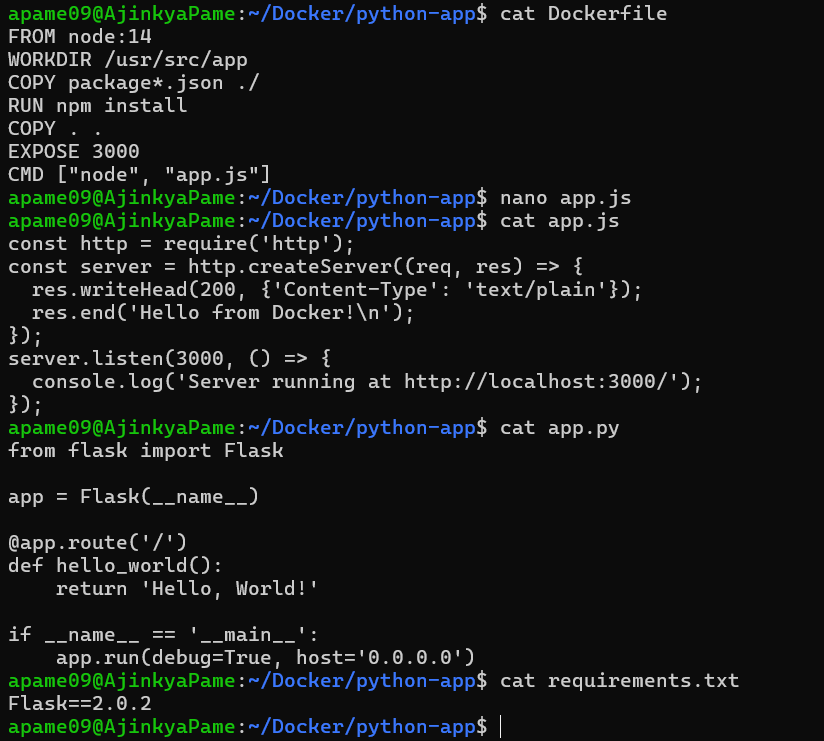 apame09@AjinkyaPame:~/Docker/python-app$ cat Dockerfile
FROM node:14
WORKDIR /usr/src/app
COPY package*.json ./
RUN npm install
COPY . .
EXPOSE 3000
CMD ["node", "app.js"]
apame09@AjinkyaPame:~/Docker/python-app$ nano app.js
apame09@AjinkyaPame:~/Docker/python-app$ cat app.js
const http = require('http');
const server = http.createServer((req, res) => {
  res.writeHead(200, {'Content-Type': 'text/plain'});
  res.end('Hello from Docker!\n');
});
server.listen(3000, () => {
  console.log('Server running at http://localhost:3000/');
});
apame09@AjinkyaPame:~/Docker/python-app$ cat app.py
from flask import Flask

app = Flask(__name__)

@app.route('/')
def hello_world():
    return 'Hello, World!'

if __name__ == '__main__':
    app.run(debug=True, host='0.0.0.0')
apame09@AjinkyaPame:~/Docker/python-app$ cat requirements.txt
Flask==2.0.2
apame09@AjinkyaPame:~/Docker/python-app$